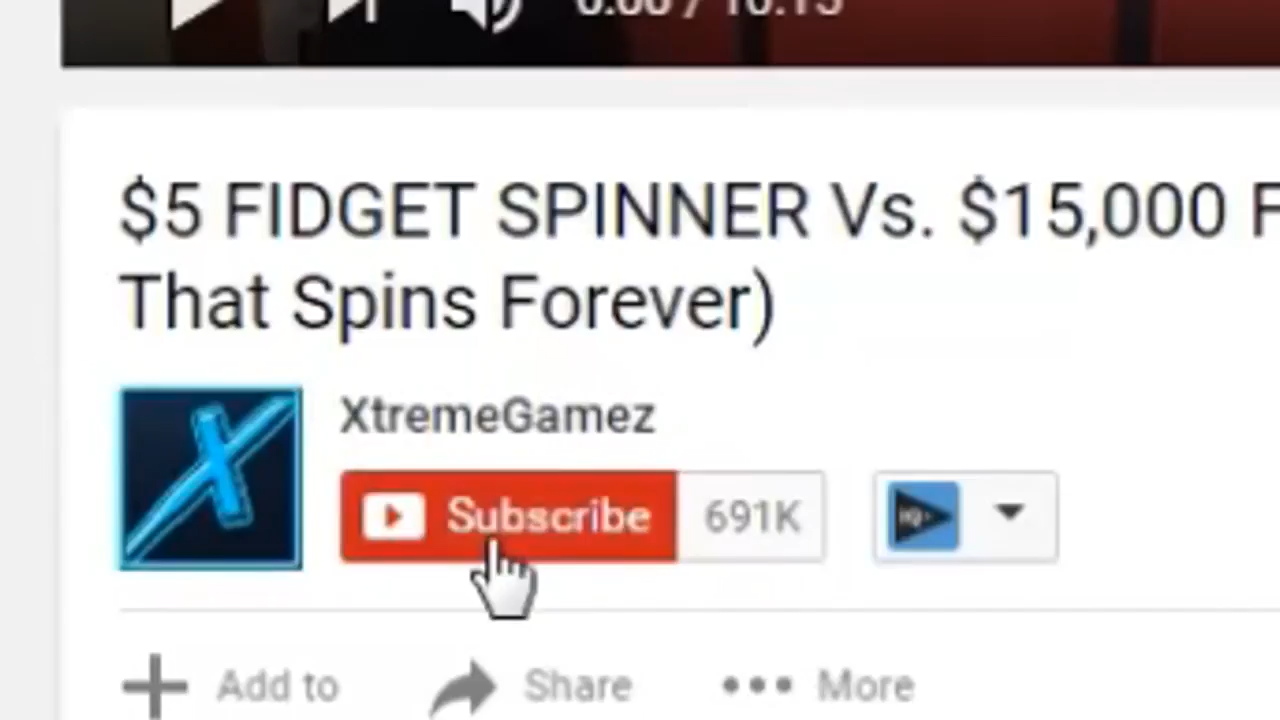 $5 FIDGET SPINNER Vs. $15,000 F
That Spins Forever)
XtremeGamez
Subscribe 691K
Add to Share More